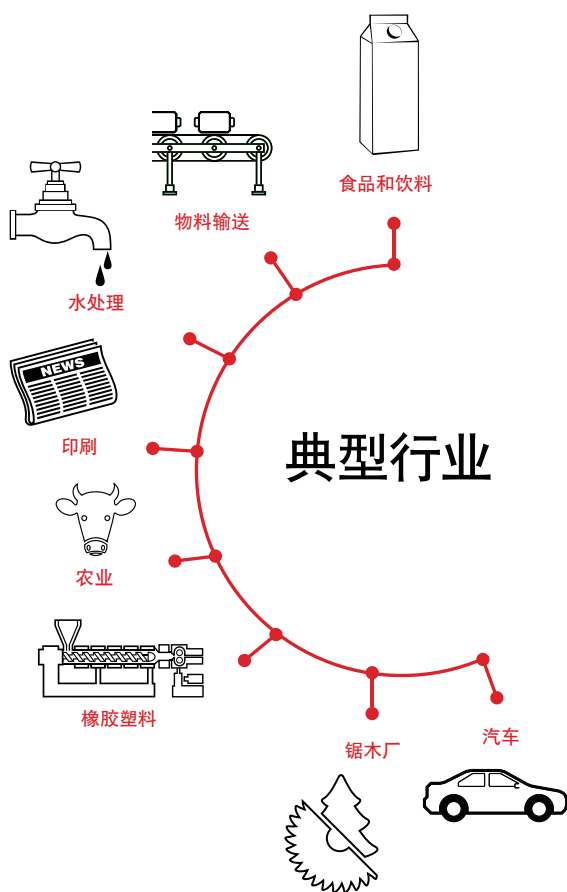 食品和饮料
物料输送
水处理
NEWS
印刷
典型行业
农业
橡胶塑料
锯木厂
汽车